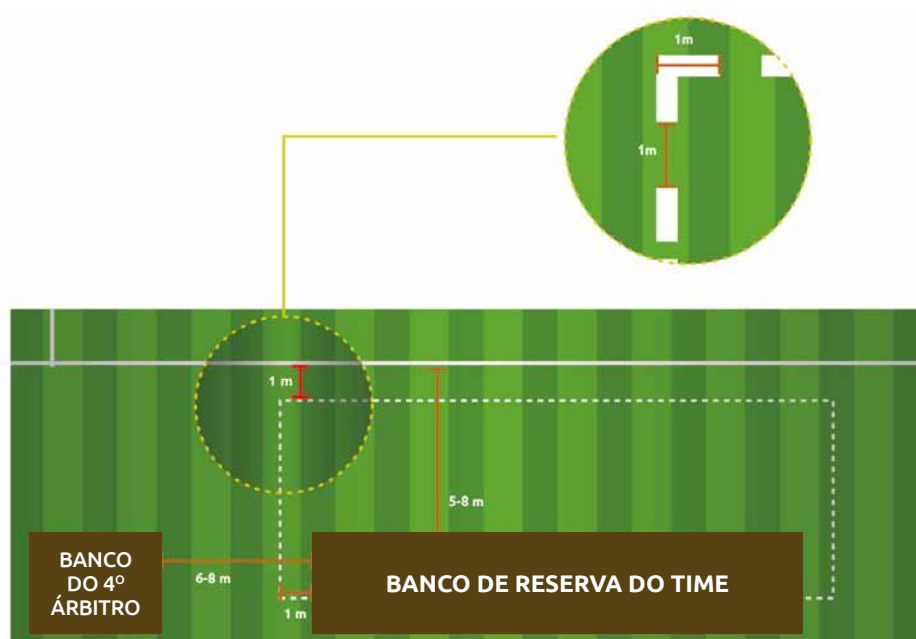 1m
1m
1 m
5-8 m
BANCO
DO 4º
ÁRBITRO
6-8 m
BANCO DE RESERVA DO TIME
1 m